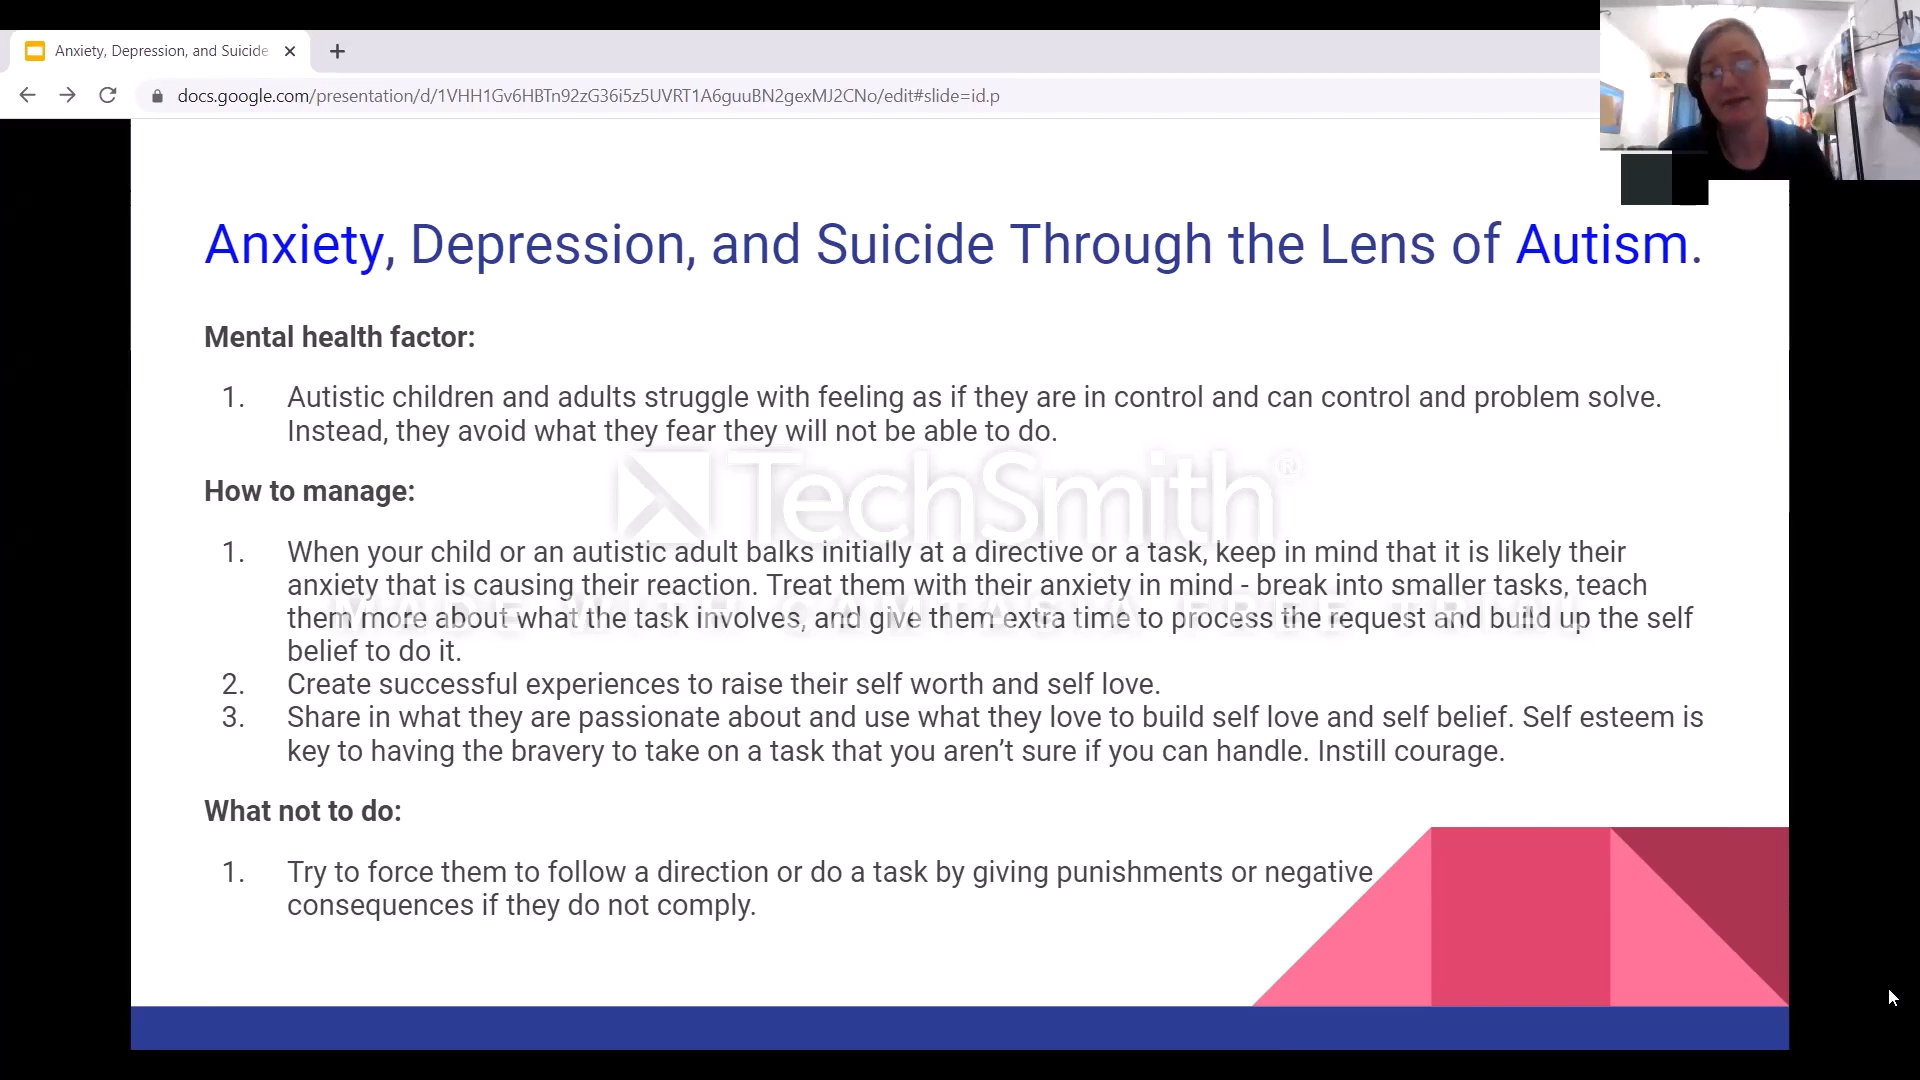 Anxiety, Depression, and Suicide
docs.google.com/presentation/d/1VHH1Gv6HBTn92zG36i5z5UVRT1A6guuBN2gexMJ2CNo/edit#slide=id.p
Anxiety, Depression, and Suicide Through the Lens of Autism.
Mental health factor:
1. Autistic children and adults struggle with feeling as if they are in control and can control and problem solve.
Instead, they avoid what they fear they will not be able to do.
TechSmith®
How to manage:
1. When your child or an autistic adult balks initially at a directive or a task, keep in mind that it is likely their
anxiety that is causing their reaction. Treat them with their anxiety in mind - break into smaller tasks, teach
MADE WITH CAMTASIA FREE TRIAL
them more about what the task involves, and give them extra time to process the request and build up the self
belief to do it.
2. Create successful experiences to raise their self worth and self love.
3. Share in what they are passionate about and use what they love to build self love and self belief. Self esteem is
key to having the bravery to take on a task that you aren’t sure if you can handle. Instill courage.
What not to do:
1. Try to force them to follow a direction or do a task by giving punishments or negative
consequences if they do not comply.